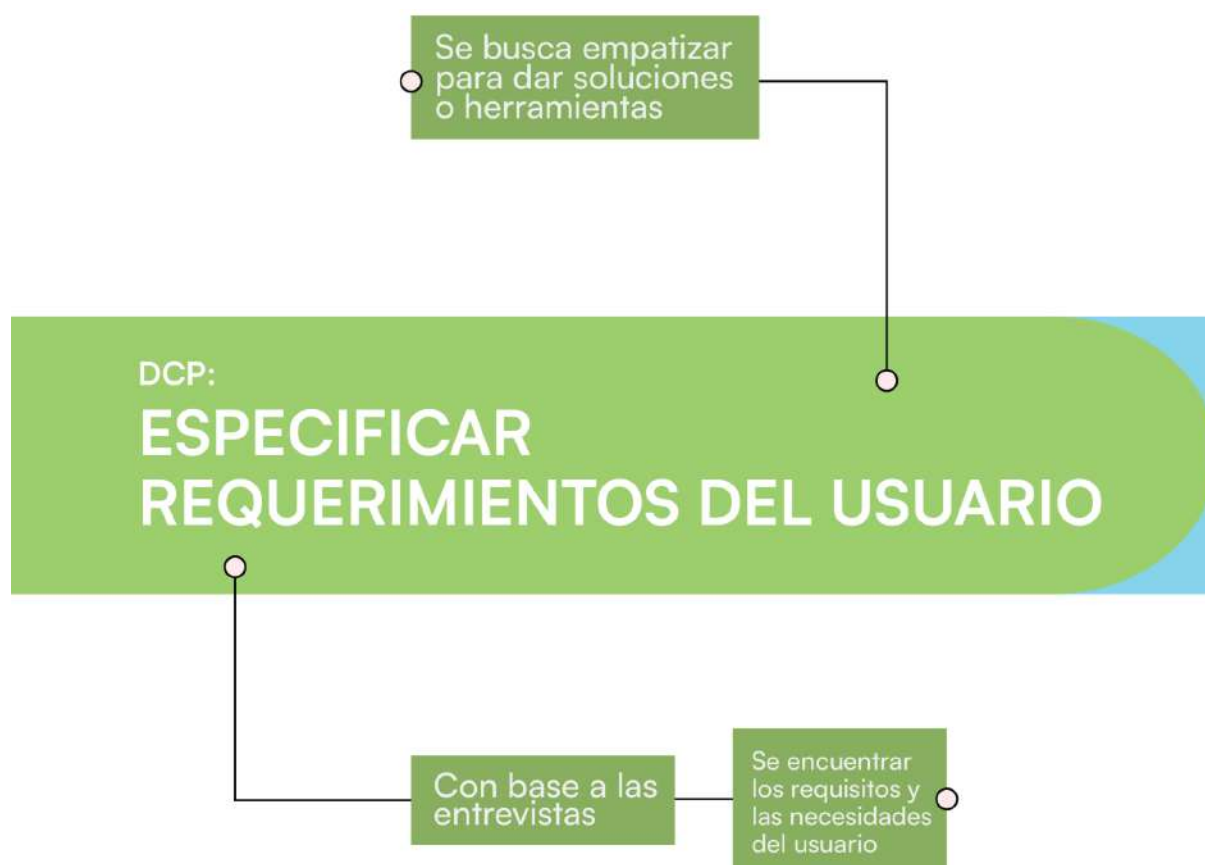 Se busca empatizar
para dar soluciones
o herramientas
DCP:
ESPECIFICAR
REQUERIMIENTOS DEL USUARIO
Con base a las
entrevistas
Se encuentrar
los requisitos y
las necesidades
del usuario